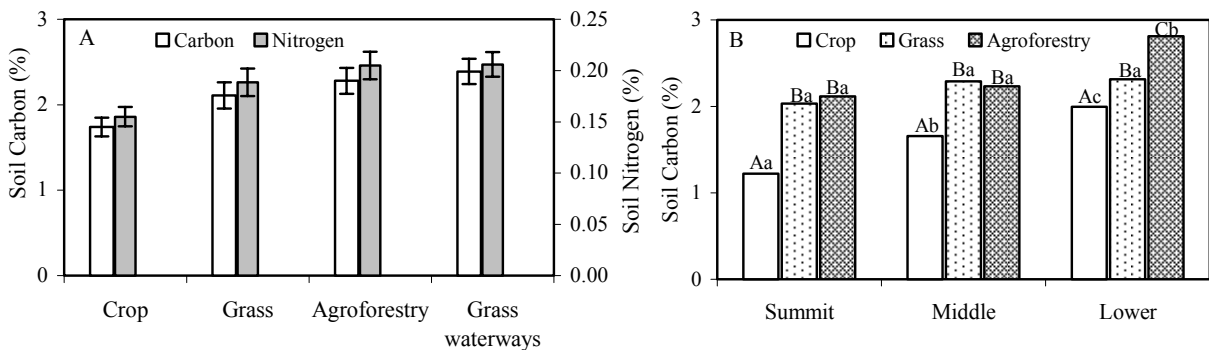 A
Carbon Nitrogen
Soil Carbon (%)
3
2
1
0
0.25
0.20
0.15
0.10
0.05
0.00
Soil Nitrogen (%)
Crop Grass Agroforestry Grass
waterways
B
Crop Grass Agroforestry
Soil Carbon (%)
3
2
1
0
Aa Ba Ba
Ab Ba Ba
Ac Ba Cb
Summit Middle Lower